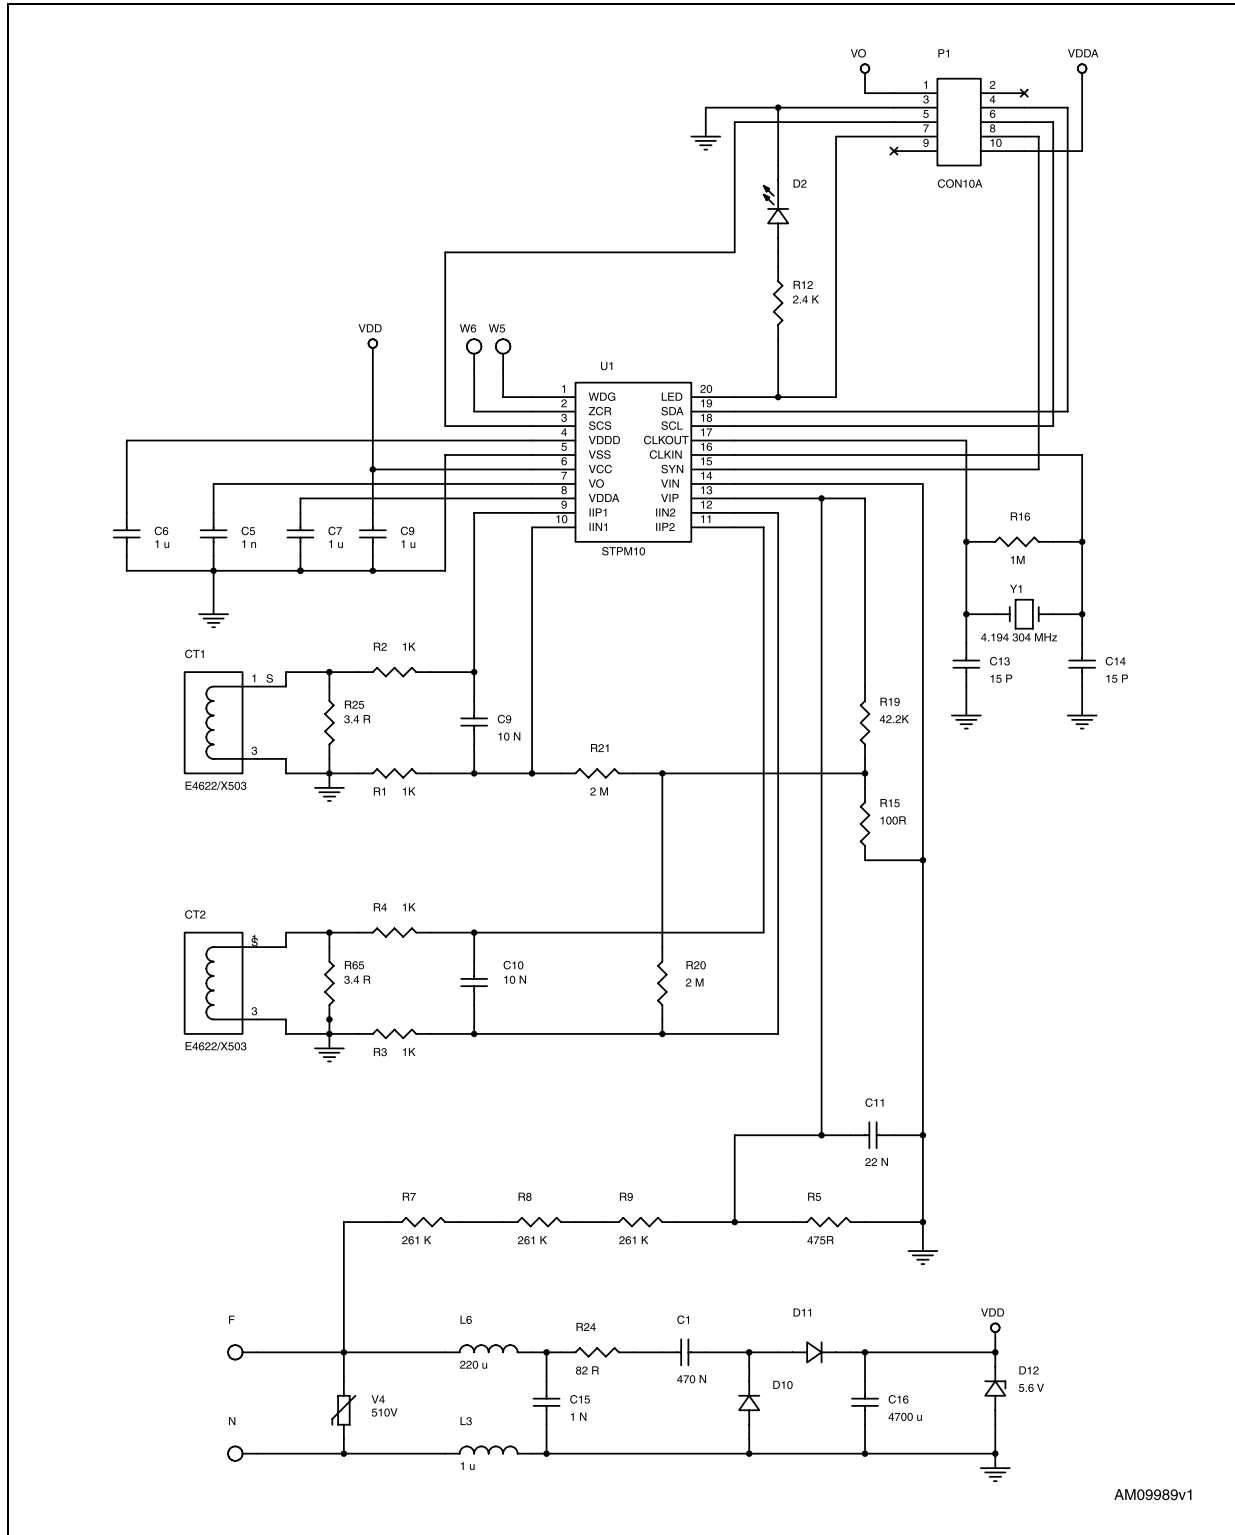 VO
P1
VDDA
1
2
3
4
5
6
7
8
9
10
D2
CON10A
R12
2.4 K
VDD
W6
W5
U1
1
WDG
LED
20
2
ZCR
SDA
19
3
SCS
SCL
18
4
VDDD
CLKOUT
17
5
VSS
CLKIN
16
6
VCC
SYN
15
7
VO
VIN
14
8
VDDA
VIP
13
9
IIP1
IIN2
12
10
IIN1
IIP2
11
STPM10
C6
1 u
C5
1 n
C7
1 u
C9
1 u
R16
1M
Y1
4.194 304 MHz
C13
15 P
C14
15 P
CT1
1 S
3
E4622/X503
R2 1K
R25
3.4 R
C9
10 N
R1 1K
R21
2 M
R19
42.2K
R15
100R
CT2
1
S
3
E4622/X503
R4 1K
R65
3.4 R
C10
10 N
R20
2 M
R3 1K
C11
22 N
R7
261 K
R8
261 K
R9
261 K
R5
475R
F
L6
220 u
R24
82 R
C1
470 N
D11
VDD
V4
510V
C15
1 N
D10
C16
4700 u
D12
5.6 V
N
L3
1 u
AM09989v1